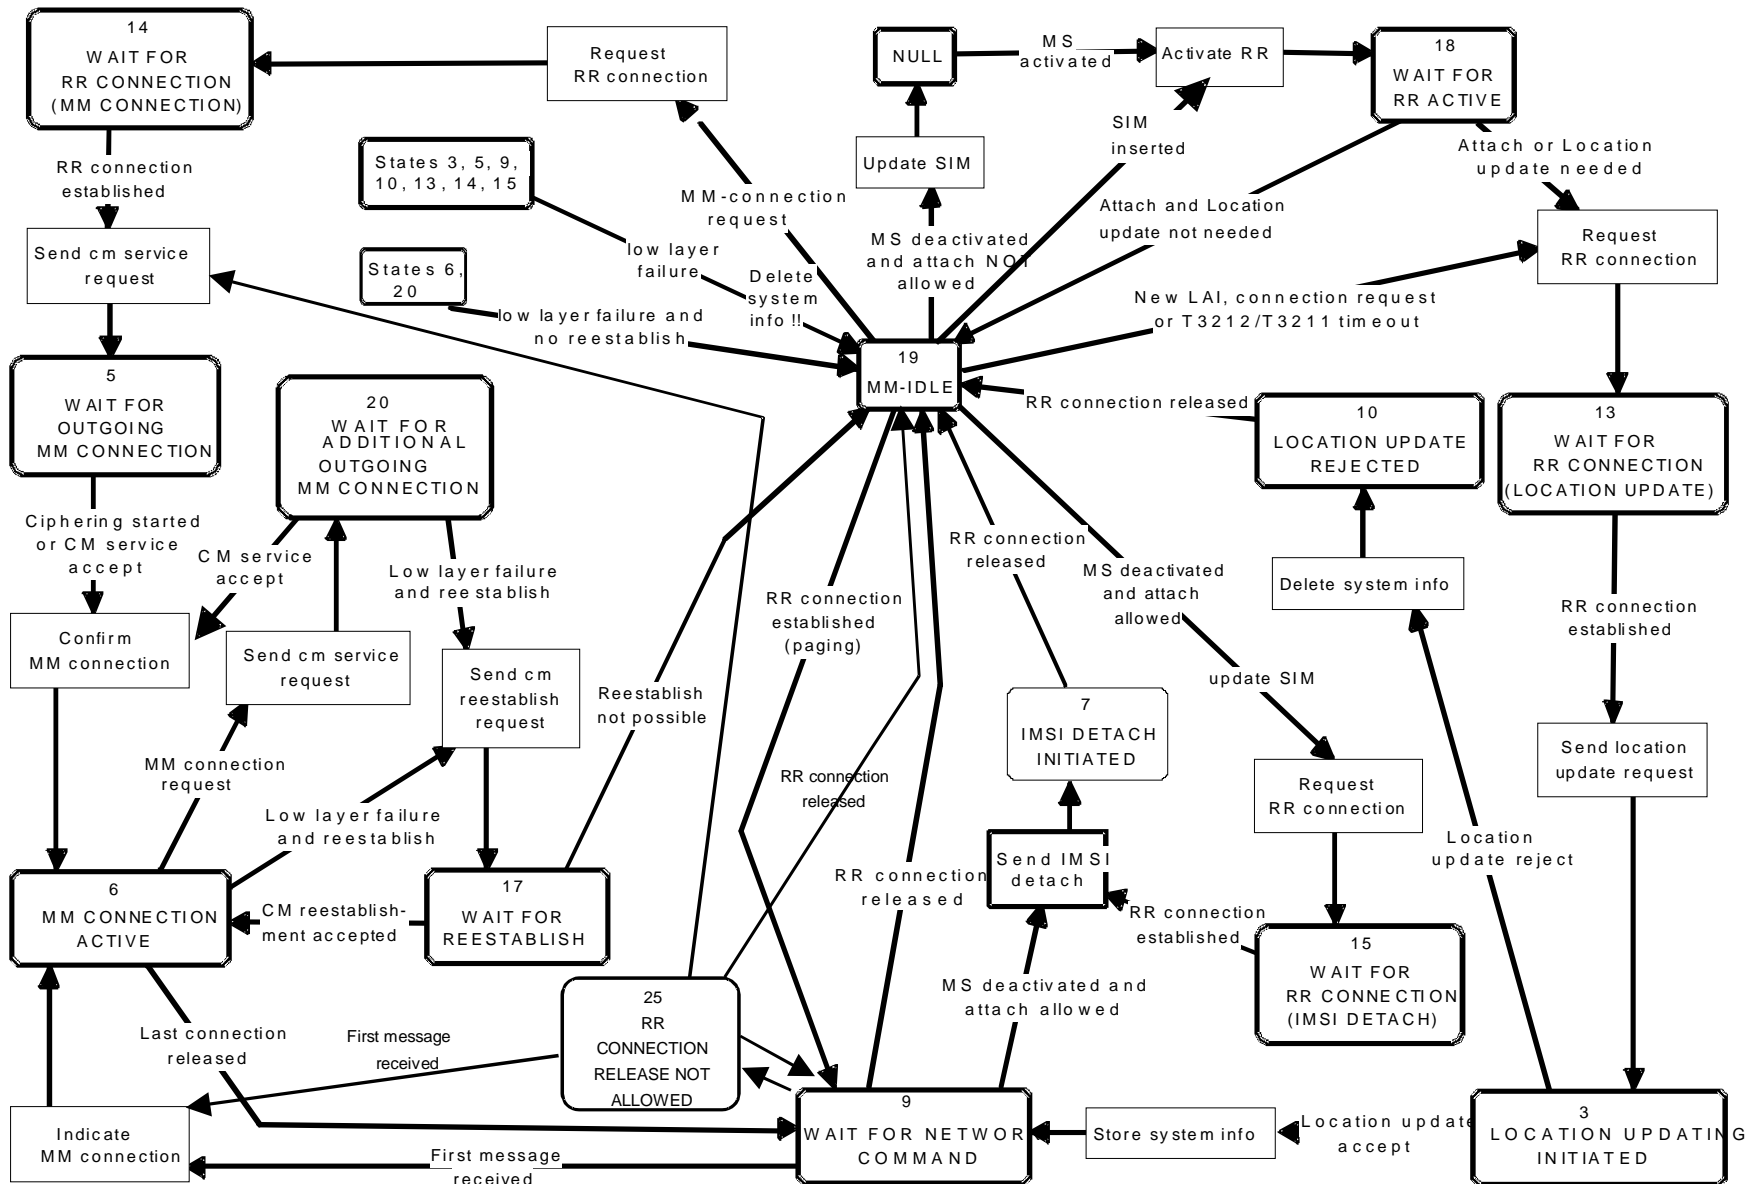 14
WAIT FOR
RR CONNECTION
(MM CONNECTION)
Request
RR connection
NULL
MS
activated
Activate RR
18
WAIT FOR
RR ACTIVE
RR connection
established
States 3, 5, 9,
10, 13, 14, 15
MM-connection
request
Update SIM
SIM
inserted
Attach or Location
update needed
Send cm service
request
States 6,
20
low layer
failure
Delete
system
info !!
MS deactivated
and attach NOT
allowed
Attach and Location
update not needed
Request
RR connection
low layer failure and
no reestablish
New LAI, connection request
or T3212/T3211 timeout
19
MM-IDLE
5
WAIT FOR
OUTGOING
MM CONNECTION
20
WAIT FOR
ADDITIONAL
OUTGOING
MM CONNECTION
RR connection released
10
LOCATION UPDATE
REJECTED
13
WAIT FOR
RR CONNECTION
(LOCATION UPDATE)
Ciphering started
or CM service
accept
CM service
accept
Low layer failure
and reestablish
RR connection
released
MS deactivated
and attach
allowed
Delete system info
RR connection
established
RR connection
established
(paging)
Confirm
MM connection
Send cm service
request
Send cm
reestablish
request
Reestablish
not possible
update SIM
7
IMSI DETACH
INITIATED
Send location
update request
MM connection
request
RR connection
released
Request
RR connection
Low layer failure
and reestablish
Location
update reject
Send IMSI
detach
RR connection
released
6
MM CONNECTION
ACTIVE
CM reestablish-
ment accepted
17
WAIT FOR
REESTABLISH
RR connection
established
15
WAIT FOR
RR CONNECTION
(IMSI DETACH)
MS deactivated and
attach allowed
25
RR
CONNECTION
RELEASE NOT
ALLOWED
Last connection
released
First message
received
9
WAIT FOR NETWOR
COMMAND
Store system info
Location update
accept
3
LOCATION UPDATING
INITIATED
Indicate
MM connection
First message
received